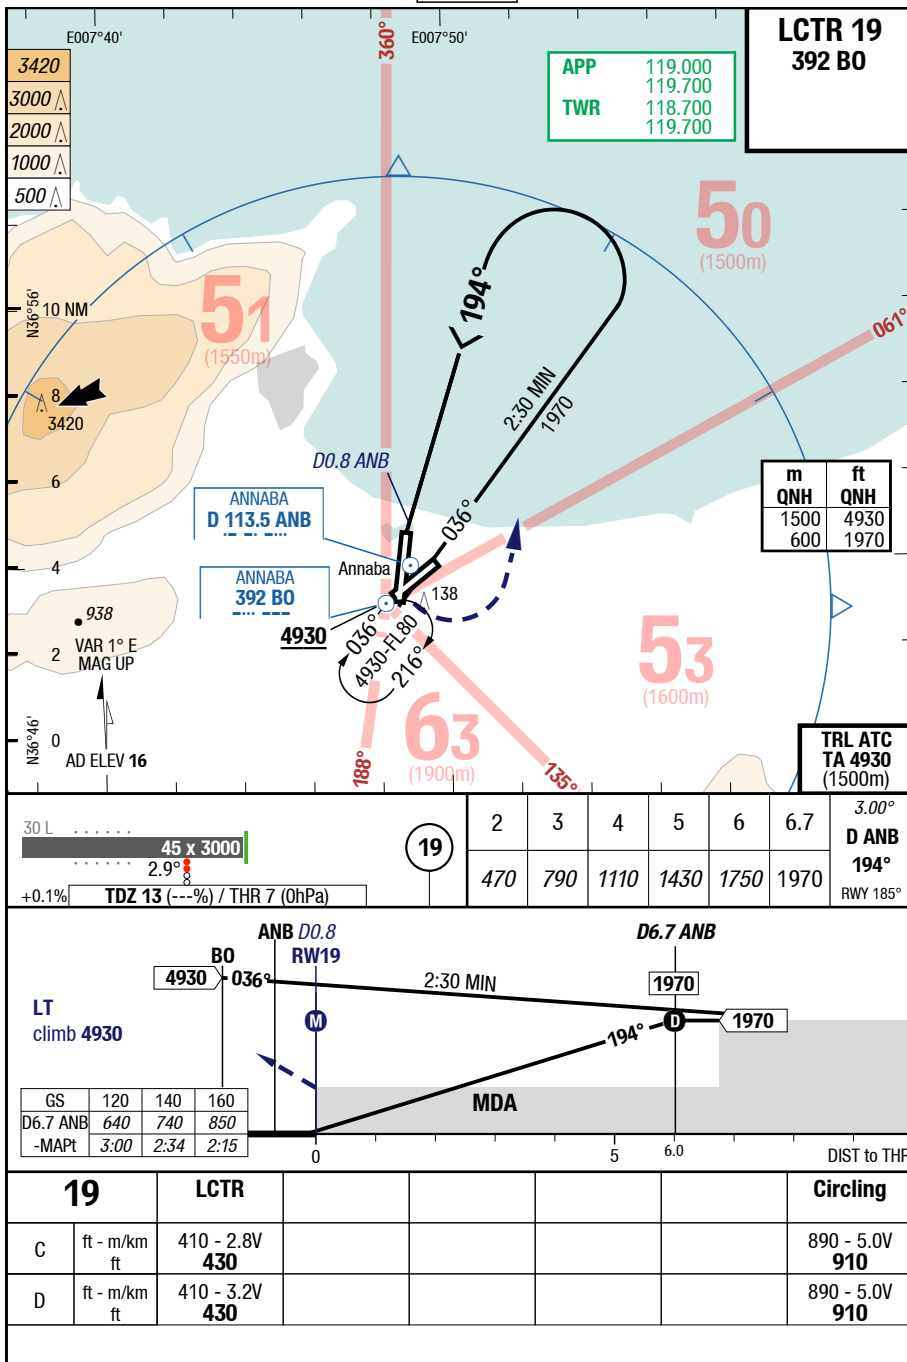 E007°40'
E007°50'
LCTR 19
392 BO
APP 119.000
119.700
TWR 118.700
119.700
3420
3000
2000
1000
500
360°
50
(1500m)
51
(1550m)
194°
061°
N36°56'
10 NM
8
3420
2:30 MIN
1970
6
D0.8 ANB
m ft
QNH QNH
1500 4930
600 1970
ANNABA
D 113.5 ANB
036°
4
Annaba
ANNABA
392 BO
138
938
4930
036°
4930-FL80
216°
VAR 1° E
MAG UP
2
53
(1600m)
63
(1900m)
N36°46'
0
AD ELEV 16
188°
135°
TRL ATC
TA 4930
(1500m)
30 L
45 x 3000
2.9°
+0.1%
TDZ 13 (---%) / THR 7 (0hPa)
19
2 3 4 5 6 6.7
470 790 1110 1430 1750 1970
3.00°
D ANB
194°
RWY 185°
ANB D0.8
D6.7 ANB
BO
RW19
4930 036°
2:30 MIN
1970
LT
climb 4930
M
D
1970
194°
MDA
GS 120 140 160
D6.7 ANB 640 740 850
-MAPt 3:00 2:34 2:15
0 5 6.0 DIST to THR
19 LCTR Circling
C ft - m/km 410 - 2.8V 890 - 5.0V
ft 430 910
D ft - m/km 410 - 3.2V 890 - 5.0V
ft 430 910